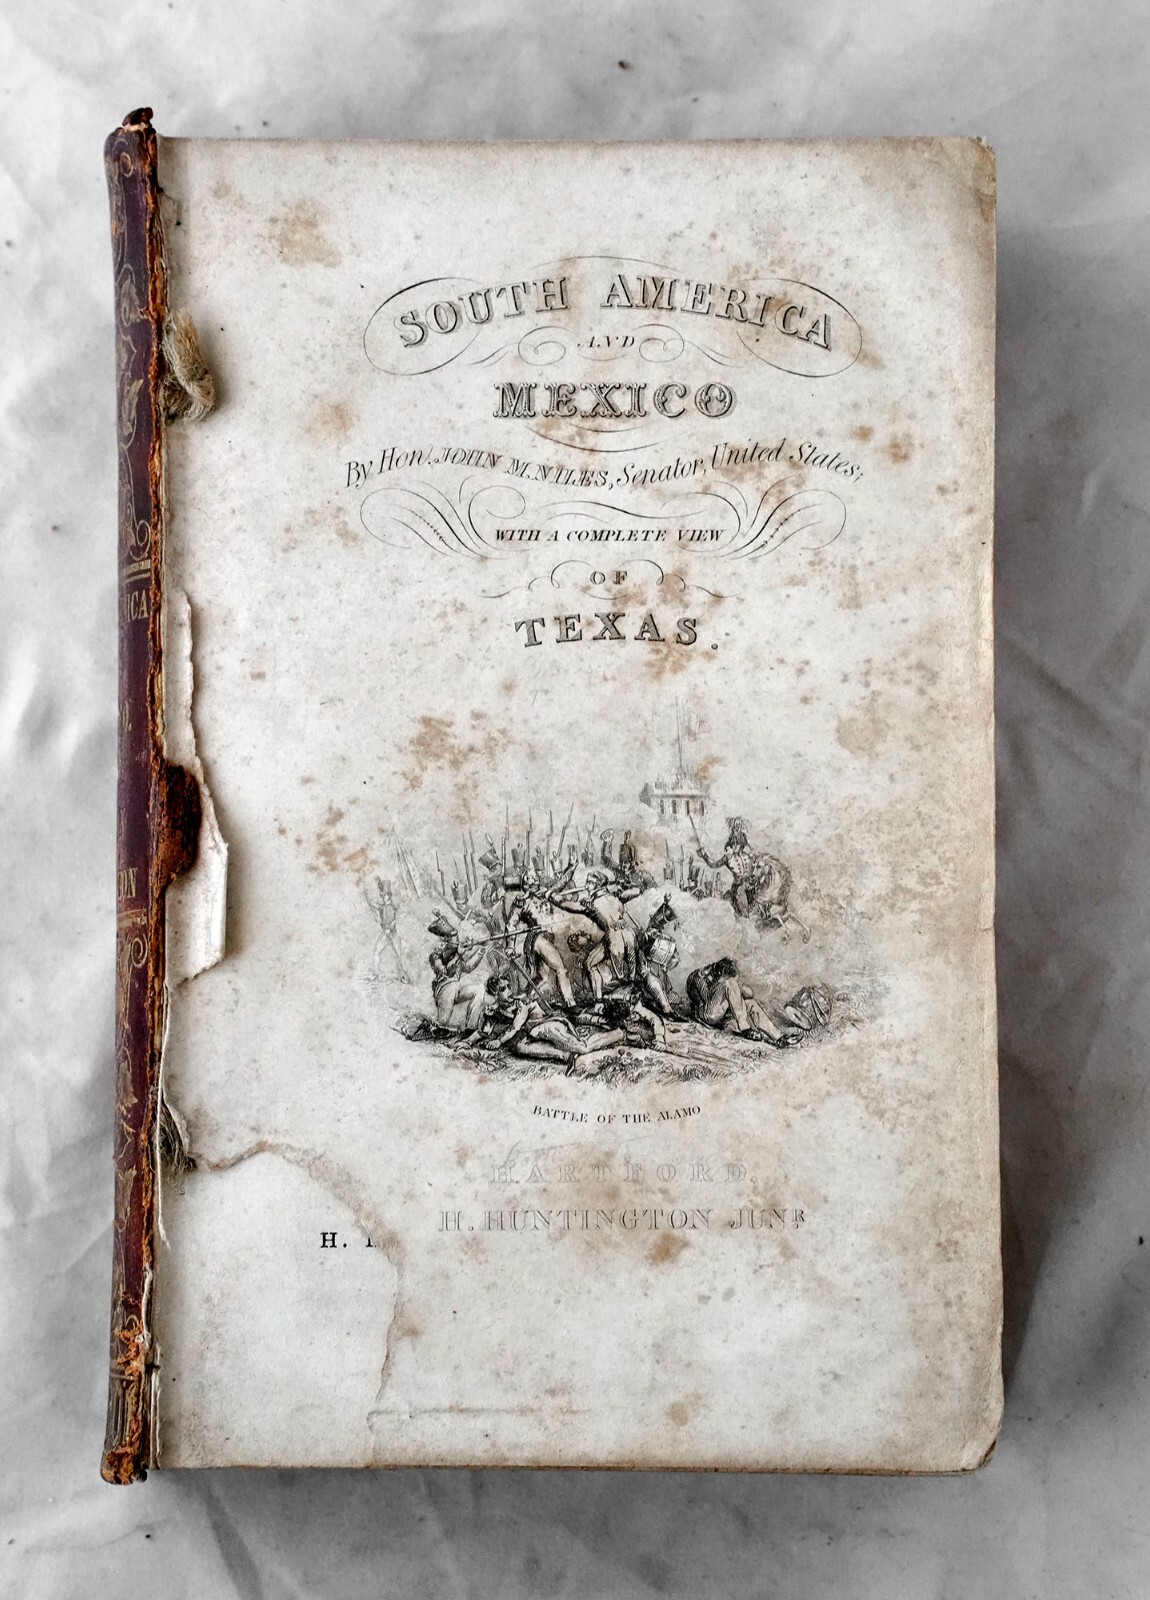 SOUTH AMERICA
AND
MEXICO
By Hon. JOHN M. NILES, Senator, United States;
WITH A COMPLETE VIEW
OF
TEXAS.
BATTLE OF THE ALAMO
HARTFORD.
H. HUNTINGTON JUNR
H.
ICA